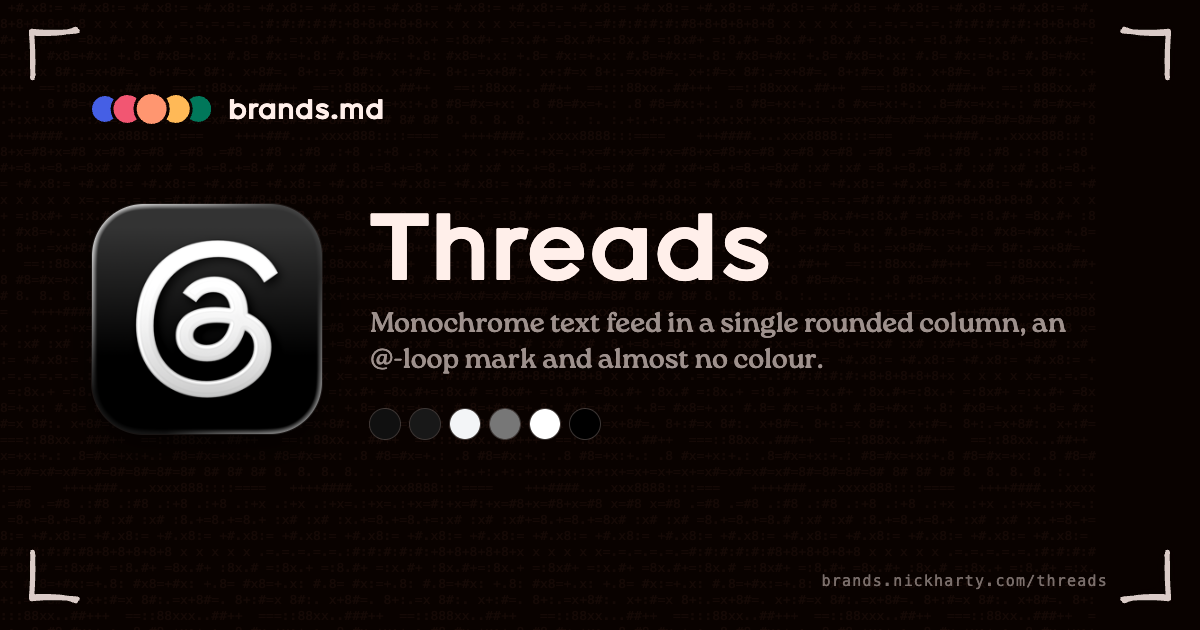 brands.md
Threads
Monochrome text feed in a single rounded column, an
@-loop mark and almost no colour.
brands.nickharty.com/threads